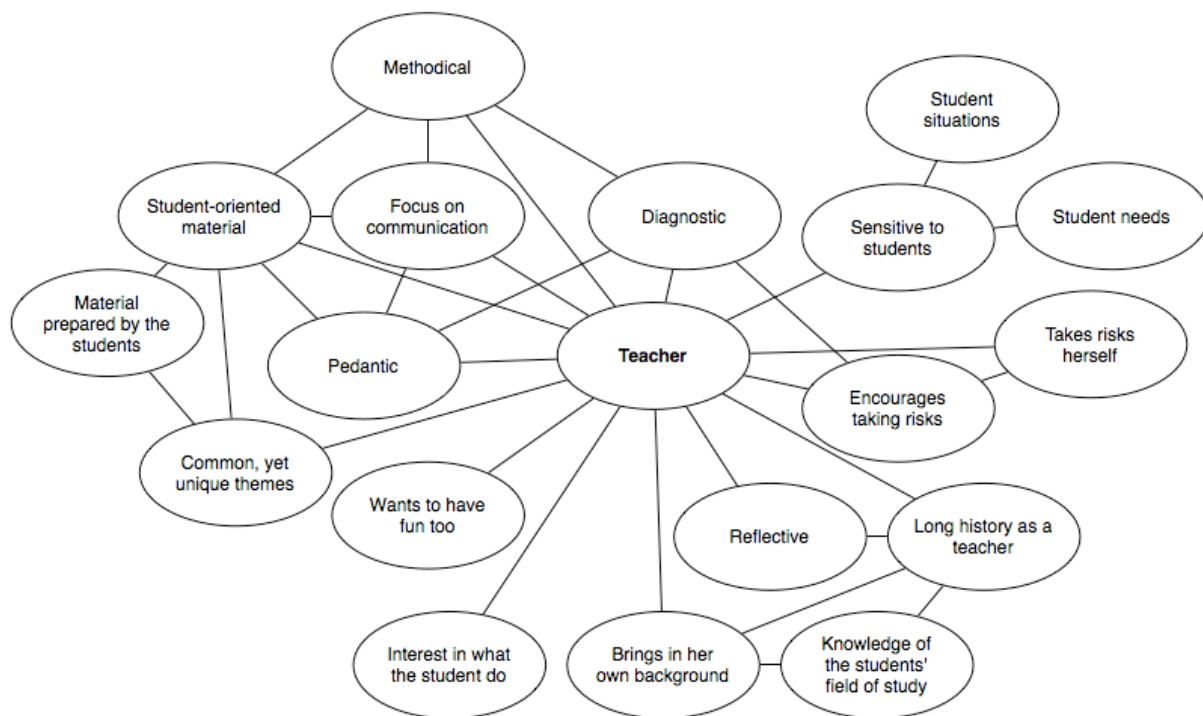 Methodical
Student
situations
Student-oriented
material
Focus on
communication
Diagnostic
Sensitive to
students
Student needs
Material
prepared by the
students
Pedantic
Teacher
Takes risks
herself
Encourages
taking risks
Common, yet
unique themes
Wants to have
fun too
Reflective
Long history as a
teacher
Interest in what
the student do
Brings in her
own background
Knowledge of
the students'
field of study